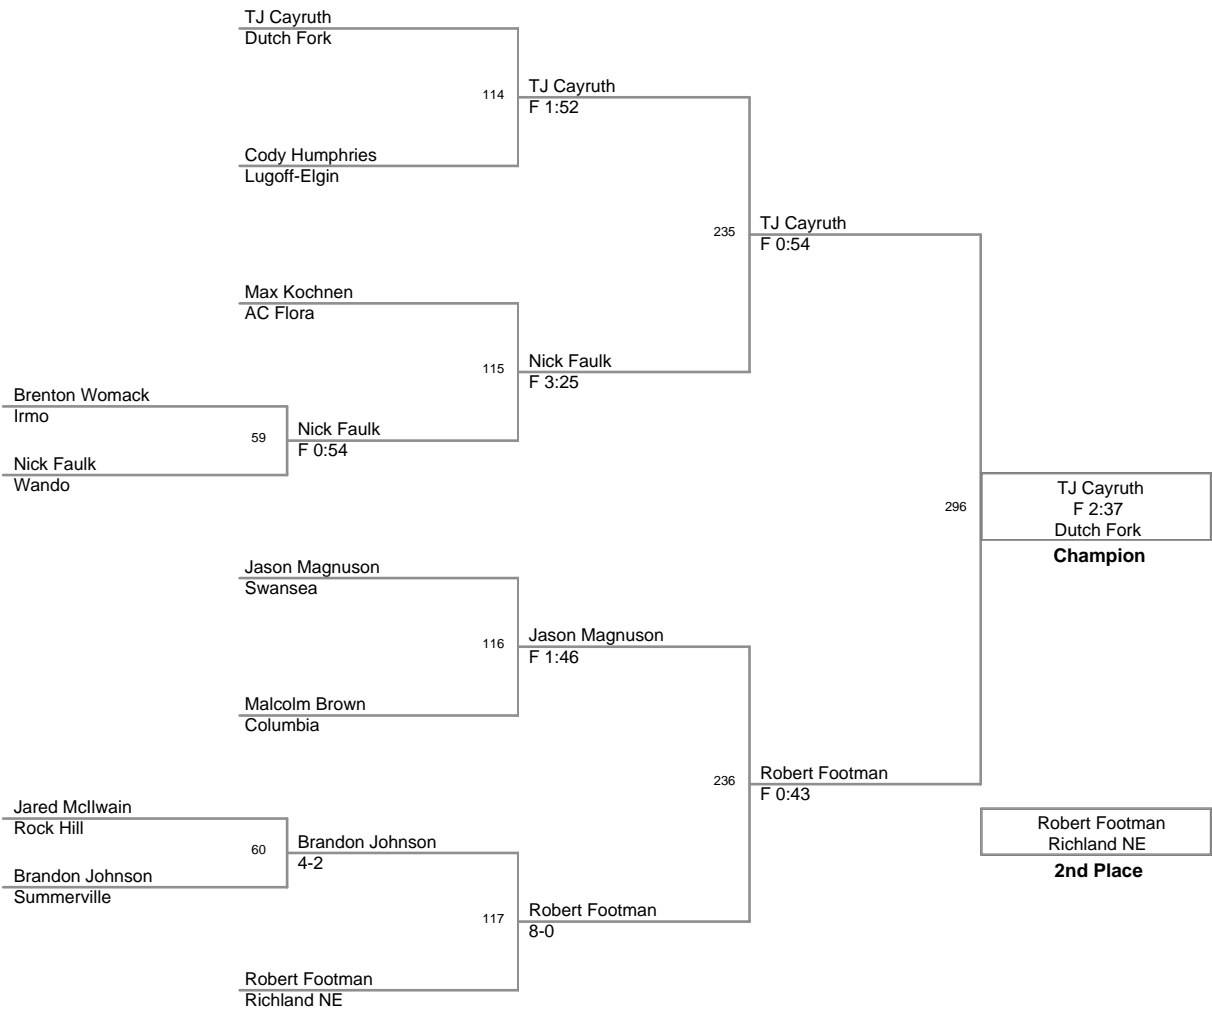 TJ Cayruth
Dutch Fork
114
TJ Cayruth
F 1:52
Cody Humphries
Lugoff-Elgin
235
TJ Cayruth
F 0:54
Max Kochnen
AC Flora
115
Nick Faulk
F 3:25
Brenton Womack
Irmo
59
Nick Faulk
F 0:54
Nick Faulk
Wando
296
TJ Cayruth
F 2:37
Dutch Fork
Champion
Jason Magnuson
Swansea
116
Jason Magnuson
F 1:46
Malcolm Brown
Columbia
236
Robert Footman
F 0:43
Jared McIlwain
Rock Hill
60
Brandon Johnson
4-2
Brandon Johnson
Summerville
117
Robert Footman
8-0
Robert Footman
Richland NE
Robert Footman
Richland NE
2nd Place